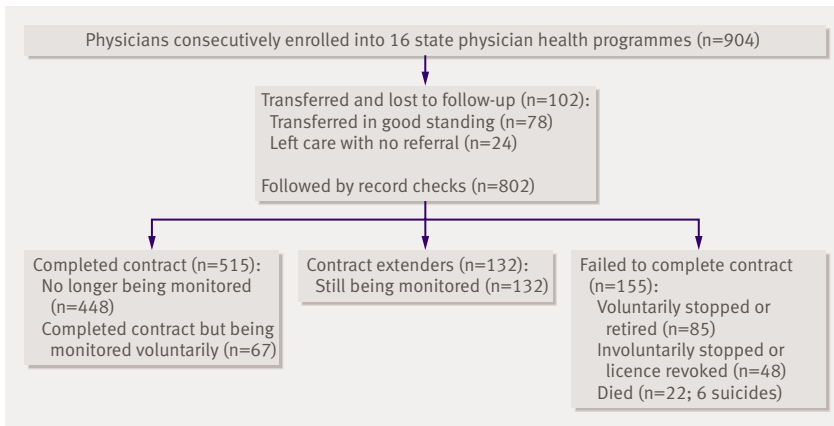 Physicians consecutively enrolled into 16 state physician health programmes (n=904)
Transferred and lost to follow-up (n=102):
Transferred in good standing (n=78)
Left care with no referral (n=24)
Followed by record checks (n=802)
Completed contract (n=515):
No longer being monitored
(n=448)
Completed contract but being
monitored voluntarily (n=67)
Contract extenders (n=132):
Still being monitored (n=132)
Failed to complete contract
(n=155):
Voluntarily stopped or
retired (n=85)
Involuntarily stopped or
licence revoked (n=48)
Died (n=22; 6 suicides)